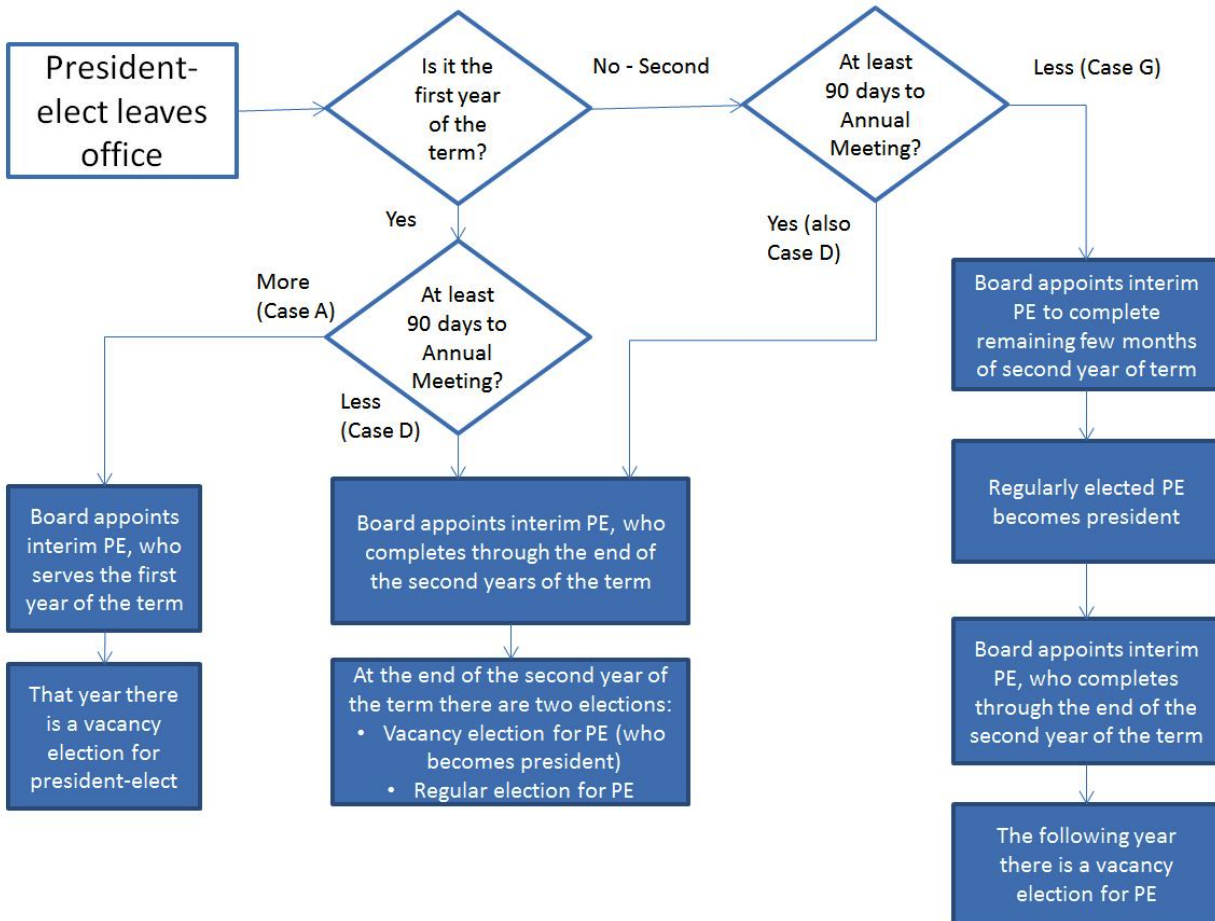 President-
elect leaves
office
Is it the
first year
of the
term?
No - Second
At least
90 days to
Annual
Meeting?
Less (Case G)
Yes
Yes (also
Case D)
More
(Case A)
At least
90 days to
Annual
Meeting?
Less
(Case D)
Board appoints
interim PE, who
serves the first
year of the term
That year there
is a vacancy
election for
president-elect
Board appoints interim PE, who
completes through the end of
the second years of the term
At the end of the second year of
the term there are two elections:
• Vacancy election for PE (who
becomes president)
• Regular election for PE
Board appoints interim
PE to complete
remaining few months
of second year of term
Regularly elected PE
becomes president
Board appoints interim
PE, who completes
through the end of the
second year of the term
The following year
there is a vacancy
election for PE